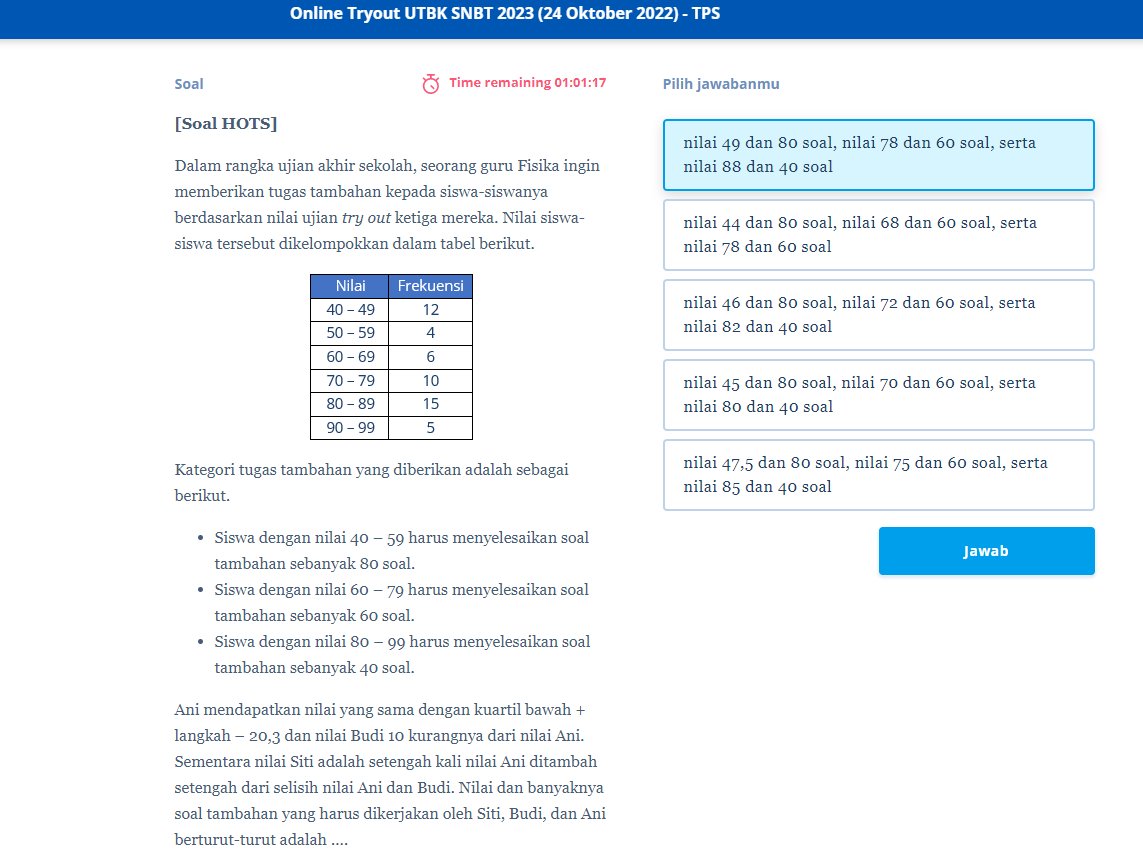 Online Tryout UTBK SNBT 2023 (24 Oktober 2022) - TPS
Soal
Time remaining 01:01:17
[Soal HOTS]
Dalam rangka ujian akhir sekolah, seorang guru Fisika ingin
memberikan tugas tambahan kepada siswa-siswanya
berdasarkan nilai ujian try out ketiga mereka. Nilai siswa-
siswa tersebut dikelompokkan dalam tabel berikut.
Nilai Frekuensi
40 – 49 12
50 – 59 4
60 – 69 6
70 – 79 10
80 – 89 15
90 – 99 5
Kategori tugas tambahan yang diberikan adalah sebagai
berikut.
• Siswa dengan nilai 40 – 59 harus menyelesaikan soal
tambahan sebanyak 80 soal.
• Siswa dengan nilai 60 – 79 harus menyelesaikan soal
tambahan sebanyak 60 soal.
• Siswa dengan nilai 80 – 99 harus menyelesaikan soal
tambahan sebanyak 40 soal.
Ani mendapatkan nilai yang sama dengan kuartil bawah +
langkah – 20,3 dan nilai Budi 10 kurangnya dari nilai Ani.
Sementara nilai Siti adalah setengah kali nilai Ani ditambah
setengah dari selisih nilai Ani dan Budi. Nilai dan banyaknya
soal tambahan yang harus dikerjakan oleh Siti, Budi, dan Ani
berturut-turut adalah ....
Pilih jawabanmu
nilai 49 dan 80 soal, nilai 78 dan 60 soal, serta
nilai 88 dan 40 soal
nilai 44 dan 80 soal, nilai 68 dan 60 soal, serta
nilai 78 dan 60 soal
nilai 46 dan 80 soal, nilai 72 dan 60 soal, serta
nilai 82 dan 40 soal
nilai 45 dan 80 soal, nilai 70 dan 60 soal, serta
nilai 80 dan 40 soal
nilai 47,5 dan 80 soal, nilai 75 dan 60 soal, serta
nilai 85 dan 40 soal
Jawab